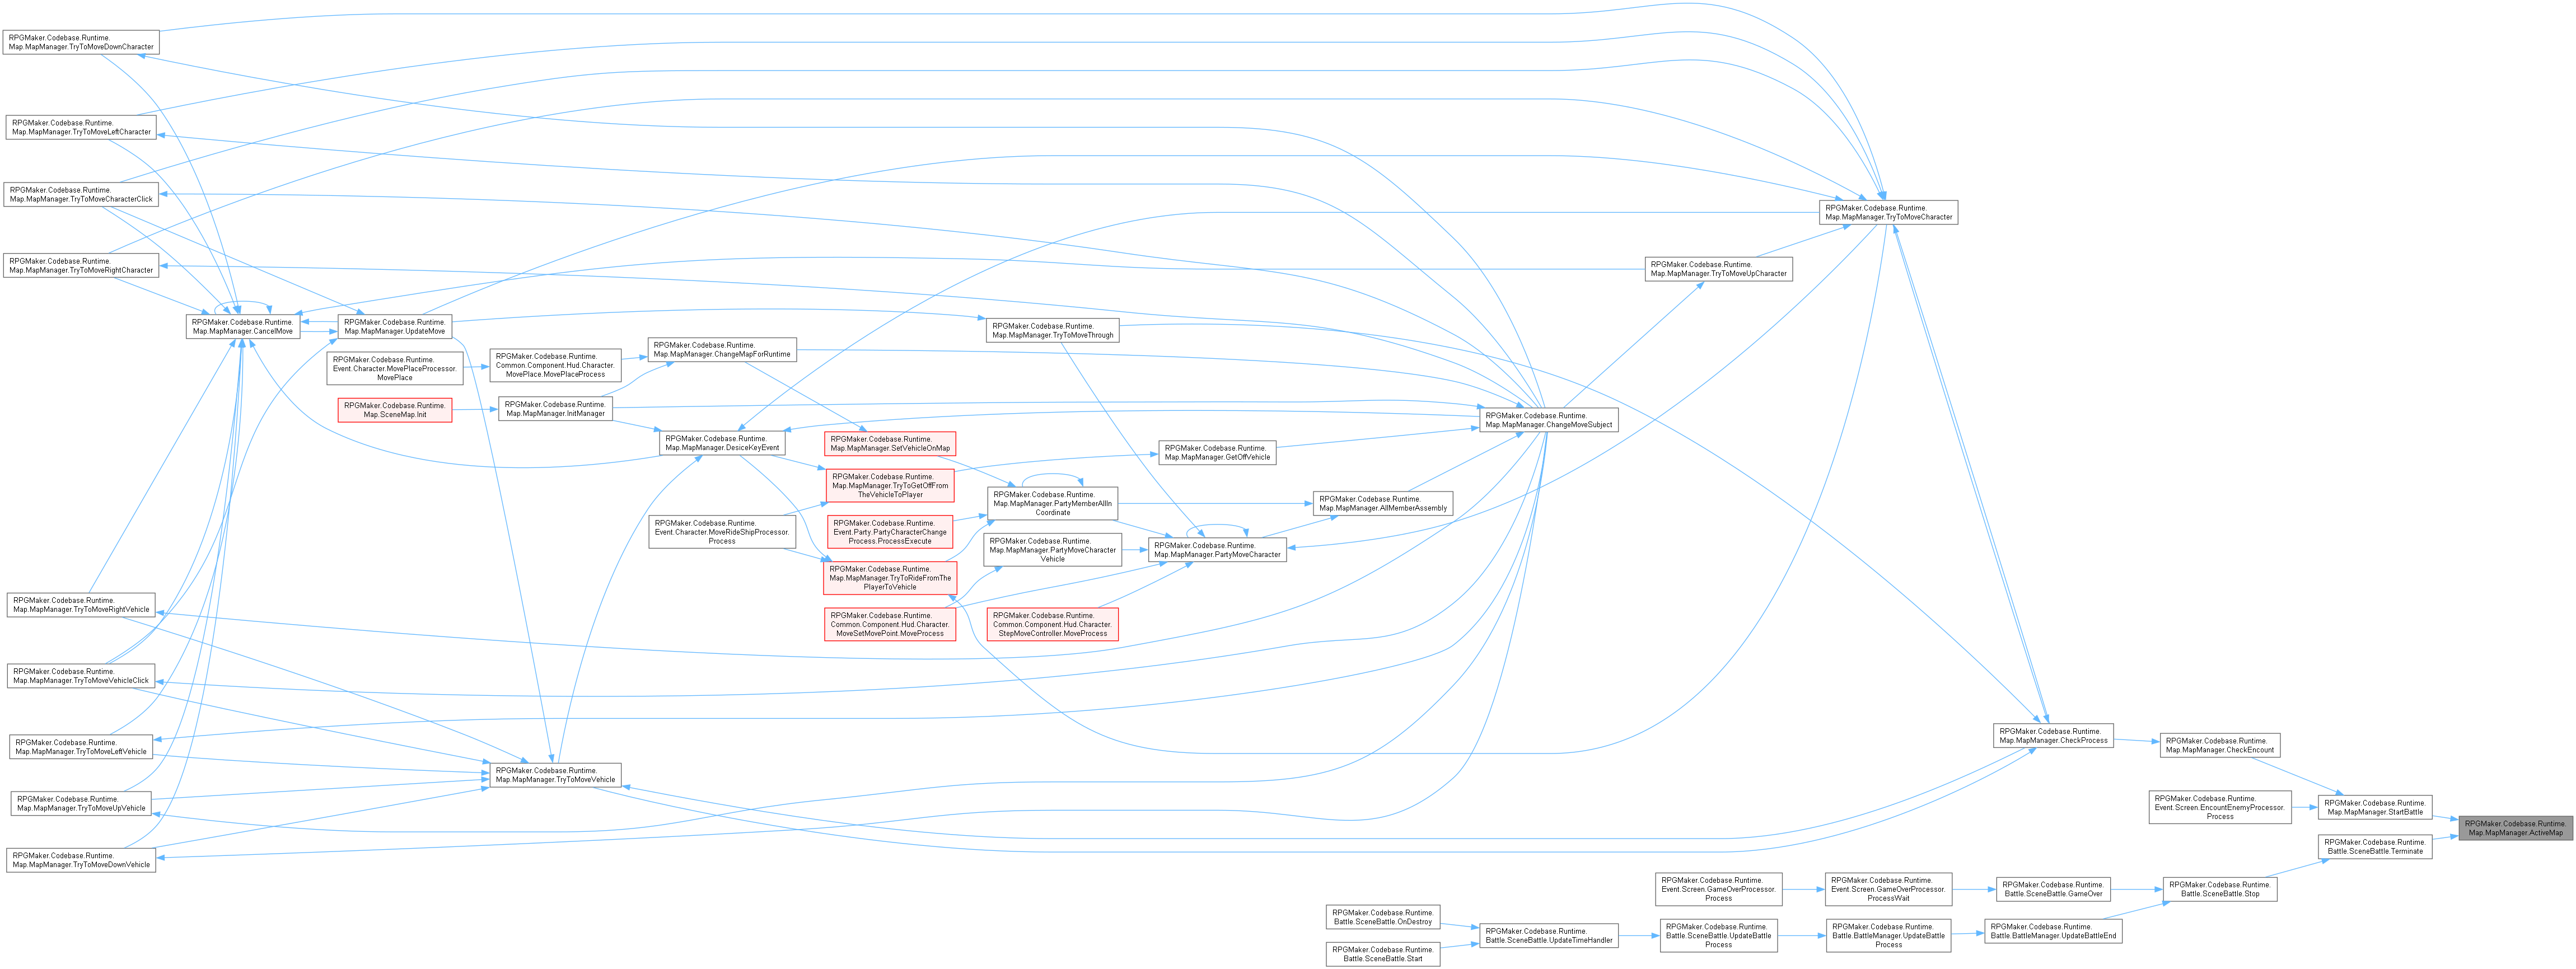 RPGMaker.Codebase.Runtime.
Map.MapManager.TryToMoveDownCharacter
RPGMaker.Codebase.Runtime.
Map.MapManager.TryToMoveLeftCharacter
RPGMaker.Codebase.Runtime.
Map.MapManager.TryToMoveCharacterClick
RPGMaker.Codebase.Runtime.
Map.MapManager.TryToMoveRightCharacter
RPGMaker.Codebase.Runtime.
Map.MapManager.CancelMove
RPGMaker.Codebase.Runtime.
Map.MapManager.UpdateMove
RPGMaker.Codebase.Runtime.
Event.Character.MovePlaceProcessor.
MovePlace
RPGMaker.Codebase.Runtime.
Map.SceneMap.Init
RPGMaker.Codebase.Runtime.
Common.Component.Hud.Character.
MovePlace.MovePlaceProcess
RPGMaker.Codebase.Runtime.
Map.MapManager.InitManager
RPGMaker.Codebase.Runtime.
Map.MapManager.ChangeMapForRuntime
RPGMaker.Codebase.Runtime.
Map.MapManager.DesiceKeyEvent
RPGMaker.Codebase.Runtime.
Event.Character.MoveRideShipProcessor.
Process
RPGMaker.Codebase.Runtime.
Map.MapManager.SetVehicleOnMap
RPGMaker.Codebase.Runtime.
Map.MapManager.TryToGetOffFrom
TheVehicleToPlayer
RPGMaker.Codebase.Runtime.
Event.Party.PartyCharacterChange
Process.ProcessExecute
RPGMaker.Codebase.Runtime.
Map.MapManager.TryToRideFromThe
PlayerToVehicle
RPGMaker.Codebase.Runtime.
Common.Component.Hud.Character.
MoveSetMovePoint.MoveProcess
RPGMaker.Codebase.Runtime.
Map.MapManager.TryToMoveThrough
RPGMaker.Codebase.Runtime.
Map.MapManager.PartyMemberAllIn
Coordinate
RPGMaker.Codebase.Runtime.
Map.MapManager.PartyMoveCharacter
Vehicle
RPGMaker.Codebase.Runtime.
Common.Component.Hud.Character.
StepMoveController.MoveProcess
RPGMaker.Codebase.Runtime.
Map.MapManager.GetOffVehicle
RPGMaker.Codebase.Runtime.
Map.MapManager.PartyMoveCharacter
RPGMaker.Codebase.Runtime.
Map.MapManager.AllMemberAssembly
RPGMaker.Codebase.Runtime.
Map.MapManager.ChangeMoveSubject
RPGMaker.Codebase.Runtime.
Map.MapManager.TryToMoveUpCharacter
RPGMaker.Codebase.Runtime.
Map.MapManager.TryToMoveCharacter
RPGMaker.Codebase.Runtime.
Map.MapManager.TryToMoveRightVehicle
RPGMaker.Codebase.Runtime.
Map.MapManager.TryToMoveVehicleClick
RPGMaker.Codebase.Runtime.
Map.MapManager.TryToMoveLeftVehicle
RPGMaker.Codebase.Runtime.
Map.MapManager.TryToMoveUpVehicle
RPGMaker.Codebase.Runtime.
Map.MapManager.TryToMoveDownVehicle
RPGMaker.Codebase.Runtime.
Map.MapManager.TryToMoveVehicle
RPGMaker.Codebase.Runtime.
Map.MapManager.CheckProcess
RPGMaker.Codebase.Runtime.
Map.MapManager.CheckEncount
RPGMaker.Codebase.Runtime.
Event.Screen.EncountEnemyProcessor.
Process
RPGMaker.Codebase.Runtime.
Map.MapManager.StartBattle
RPGMaker.Codebase.Runtime.
Map.MapManager.ActiveMap
RPGMaker.Codebase.Runtime.
Battle.SceneBattle.Terminate
RPGMaker.Codebase.Runtime.
Event.Screen.GameOverProcessor.
Process
RPGMaker.Codebase.Runtime.
Event.Screen.GameOverProcessor.
ProcessWait
RPGMaker.Codebase.Runtime.
Battle.SceneBattle.GameOver
RPGMaker.Codebase.Runtime.
Battle.SceneBattle.Stop
RPGMaker.Codebase.Runtime.
Battle.SceneBattle.OnDestroy
RPGMaker.Codebase.Runtime.
Battle.SceneBattle.Start
RPGMaker.Codebase.Runtime.
Battle.SceneBattle.UpdateTimeHandler
RPGMaker.Codebase.Runtime.
Battle.SceneBattle.UpdateBattle
Process
RPGMaker.Codebase.Runtime.
Battle.BattleManager.UpdateBattle
Process
RPGMaker.Codebase.Runtime.
Battle.BattleManager.UpdateBattleEnd